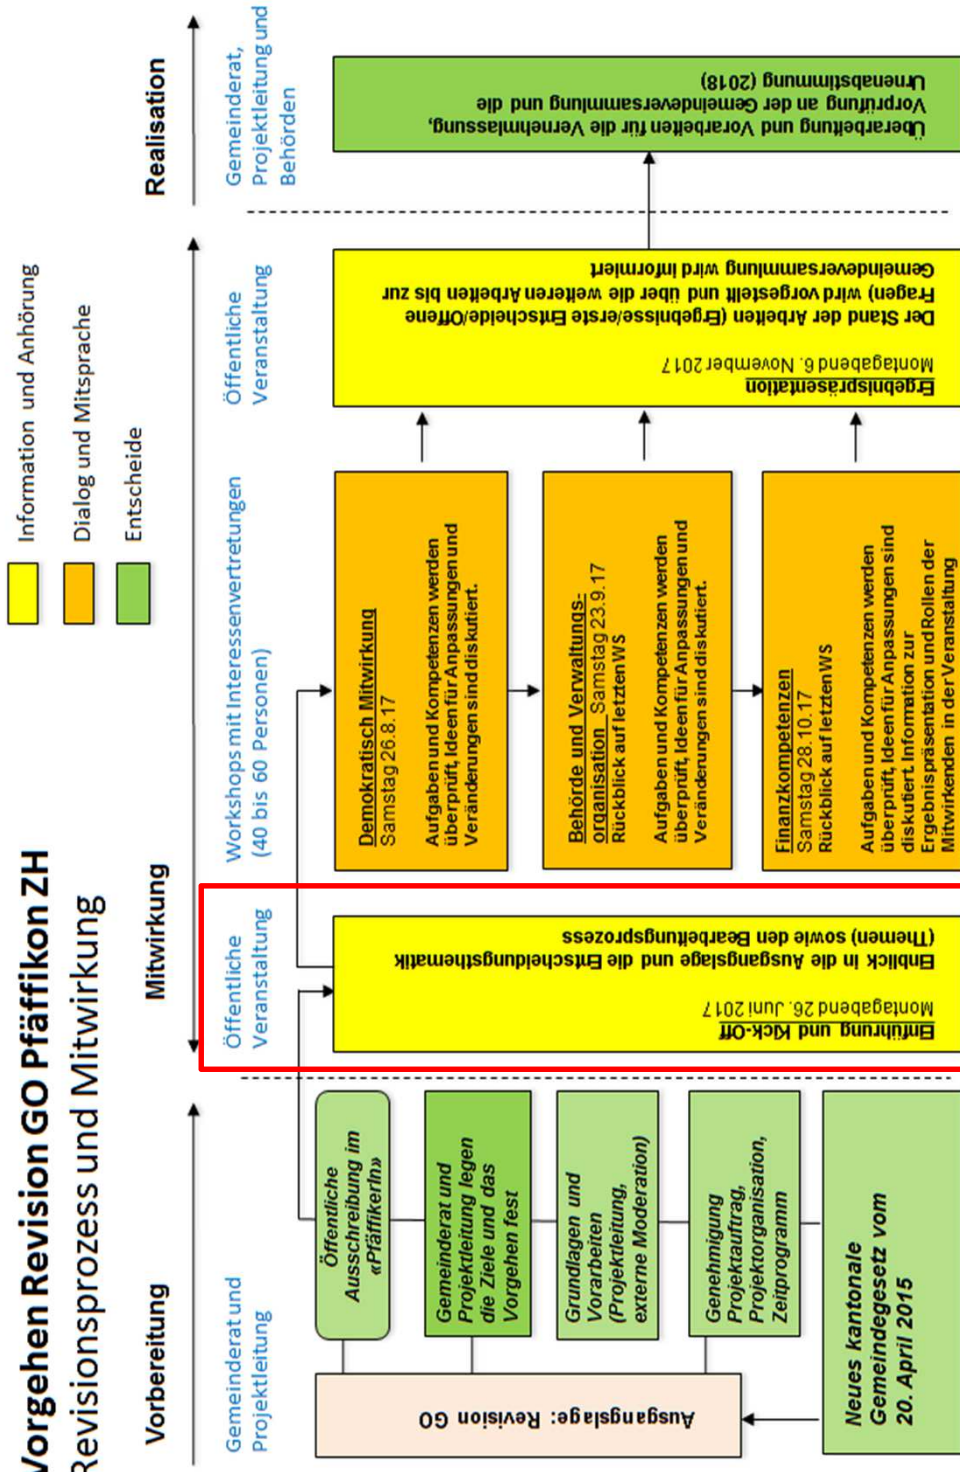 Vorgehen Revision GO Pfäffikon ZH
Revisionsprozess und Mitwirkung
Information und Anhörung
Dialog und Mitsprache
Entscheide
Vorbereitung
Mitwirkung
Realisation
Gemeinderat und
Projektleitung
Öffentliche
Veranstaltung
Workshops mit Interessenvertretungen
(40 bis 60 Personen)
Öffentliche
Veranstaltung
Gemeinderat,
Projektleitung und
Behörden
Ausgangslage: Revision GO
Öffentliche
Ausschreibung im
«PfäffikerIn»
Gemeinderat und
Projektleitung legen
die Ziele und das
Vorgehen fest
Grundlagen und
Vorarbeiten
(Projektleitung,
externe Moderation)
Genehmigung
Projektauftrag,
Projektorganisation,
Zeitprogramm
Neues kantonale
Gemeindegesetz vom
20. April 2015
Einführung und Kick-Off
Montagabend 26. Juni 2017
Einblick in die Ausgangslage und die Entscheidungsthematik
(Themen) sowie den Bearbeitungsprozess
Demokratisch Mitwirkung
Samstag 26.8.17
Aufgaben und Kompetenzen werden
überprüft, Ideen für Anpassungen und
Veränderungen sind diskutiert.
Behörde und Verwaltungs-
organisation Samstag 23.9.17
Rückblick auf letzten WS
Aufgaben und Kompetenzen werden
überprüft, Ideen für Anpassungen und
Veränderungen sind diskutiert.
Finanzkompetenzen
Samstag 28.10.17
Rückblick auf letzten WS
Aufgaben und Kompetenzen werden
überprüft, Ideen für Anpassungen sind
diskutiert. Information zur
Ergebnispräsentation und Rollen der
Mitwirkenden in der Veranstaltung
Ergebnispräsentation
Montagabend 6. November 2017
Der Stand der Arbeiten (Ergebnisse/erste Entscheide/Offene
Fragen) wird vorgestellt und über die weiteren Arbeiten bis zur
Gemeindeversammlung wird informiert
Überarbeitung und Vorarbeiten für die Vernehmlassung,
Vorprüfung an der Gemeindeversammlung und die
Urnenabstimmung (2018)